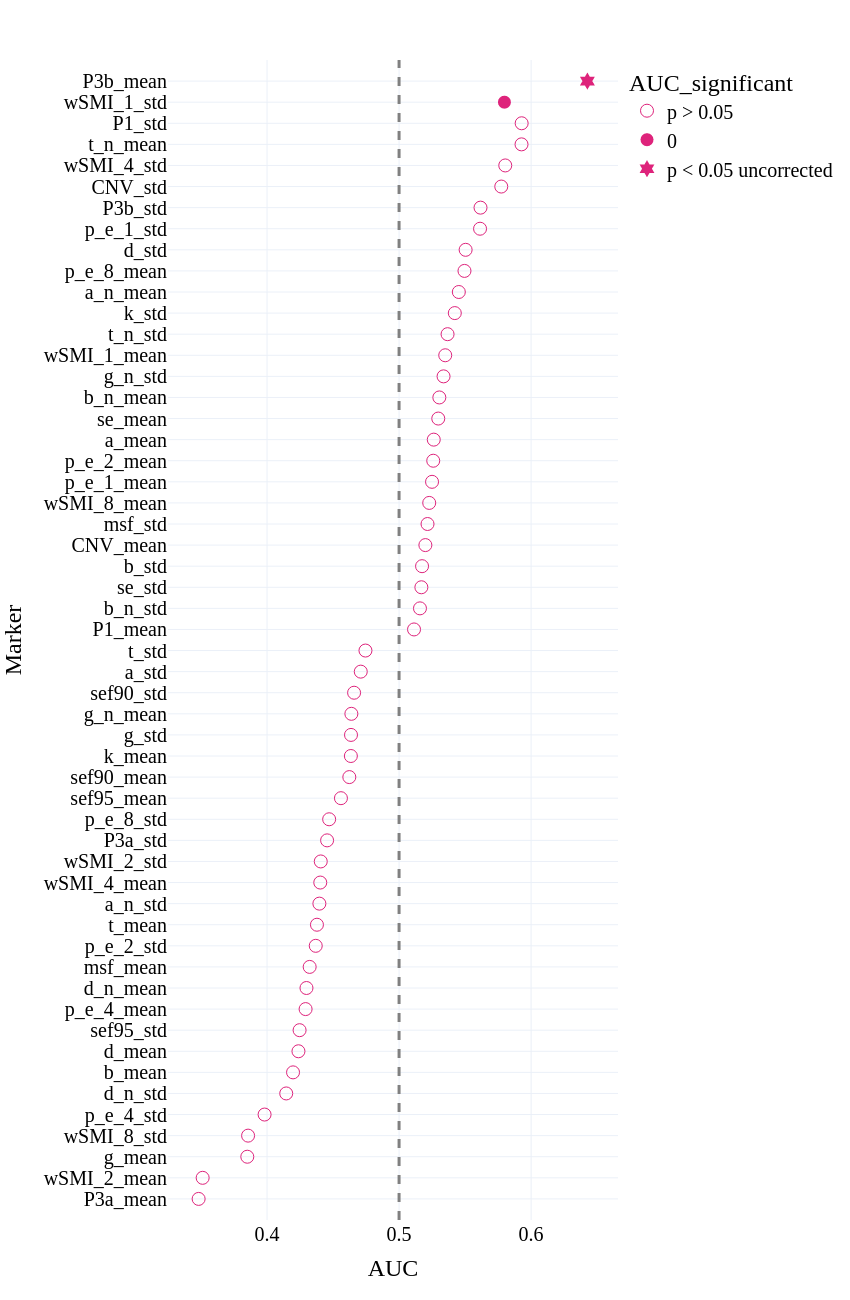 AUC_significant
p > 0.05
0
p < 0.05 uncorrected
Marker
P3b_mean
wSMI_1_std
P1_std
t_n_mean
wSMI_4_std
CNV_std
P3b_std
p_e_1_std
d_std
p_e_8_mean
a_n_mean
k_std
t_n_std
wSMI_1_mean
g_n_std
b_n_mean
se_mean
a_mean
p_e_2_mean
p_e_1_mean
wSMI_8_mean
msf_std
CNV_mean
b_std
se_std
b_n_std
P1_mean
t_std
a_std
sef90_std
g_n_mean
g_std
k_mean
sef90_mean
sef95_mean
p_e_8_std
P3a_std
wSMI_2_std
wSMI_4_mean
a_n_std
t_mean
p_e_2_std
msf_mean
d_n_mean
p_e_4_mean
sef95_std
d_mean
b_mean
d_n_std
p_e_4_std
wSMI_8_std
g_mean
wSMI_2_mean
P3a_mean
0.4 0.5 0.6
AUC